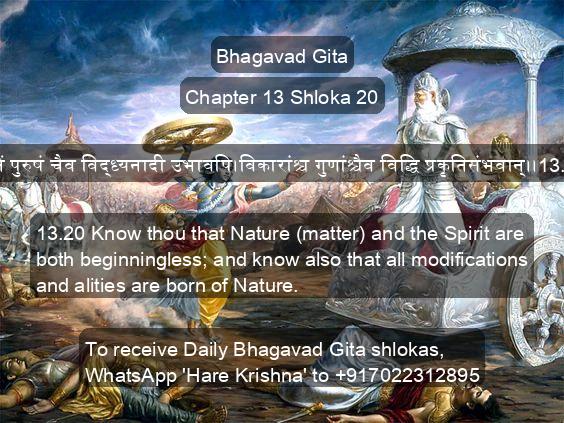 Bhagavad Gita
Chapter 13 Shloka 20
पुरुषं चैव विद्ध्यनादी उभावपि।विकारांश्च गुणांश्चैव विद्धि प्रकृतिसंभवान्।।13.
13.20 Know thou that Nature (matter) and the Spirit are
both beginningless; and know also that all modifications
and alities are born of Nature.
To receive Daily Bhagavad Gita shlokas,
WhatsApp 'Hare Krishna' to +917022312895